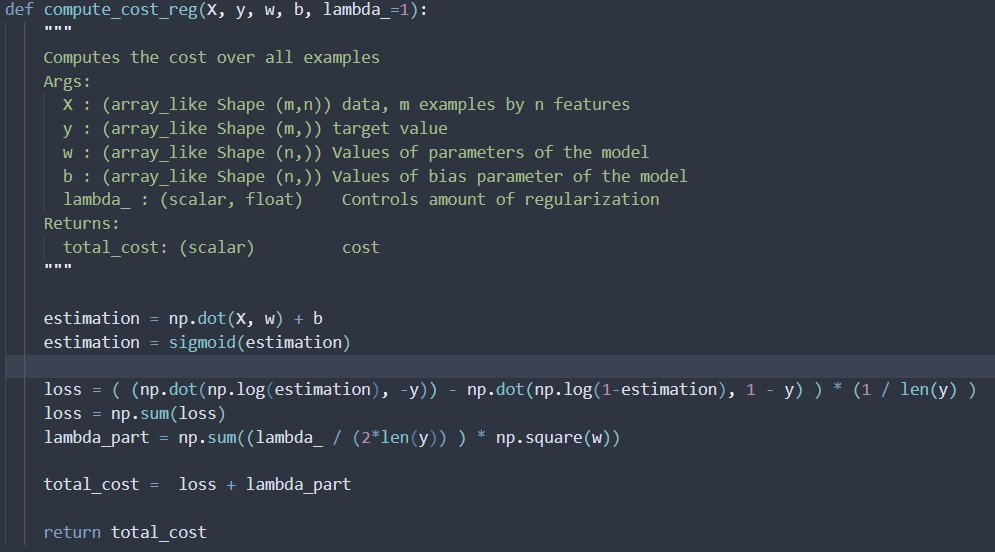 def compute_cost_reg(X, y, w, b, lambda_=1):
    """
    Computes the cost over all examples
    Args:
      X : (array_like Shape (m,n)) data, m examples by n features
      y : (array_like Shape (m,)) target value
      w : (array_like Shape (n,)) Values of parameters of the model
      b : (array_like Shape (n,)) Values of bias parameter of the model
      lambda_ : (scalar, float)    Controls amount of regularization
    Returns:
      total_cost: (scalar)         cost
    """

    estimation = np.dot(X, w) + b
    estimation = sigmoid(estimation)

    loss = ( (np.dot(np.log(estimation), -y)) - np.dot(np.log(1-estimation), 1 - y) ) * (1 / len(y) )
    loss = np.sum(loss)
    lambda_part = np.sum((lambda_ / (2*len(y)) ) * np.square(w))

    total_cost =  loss + lambda_part

    return total_cost